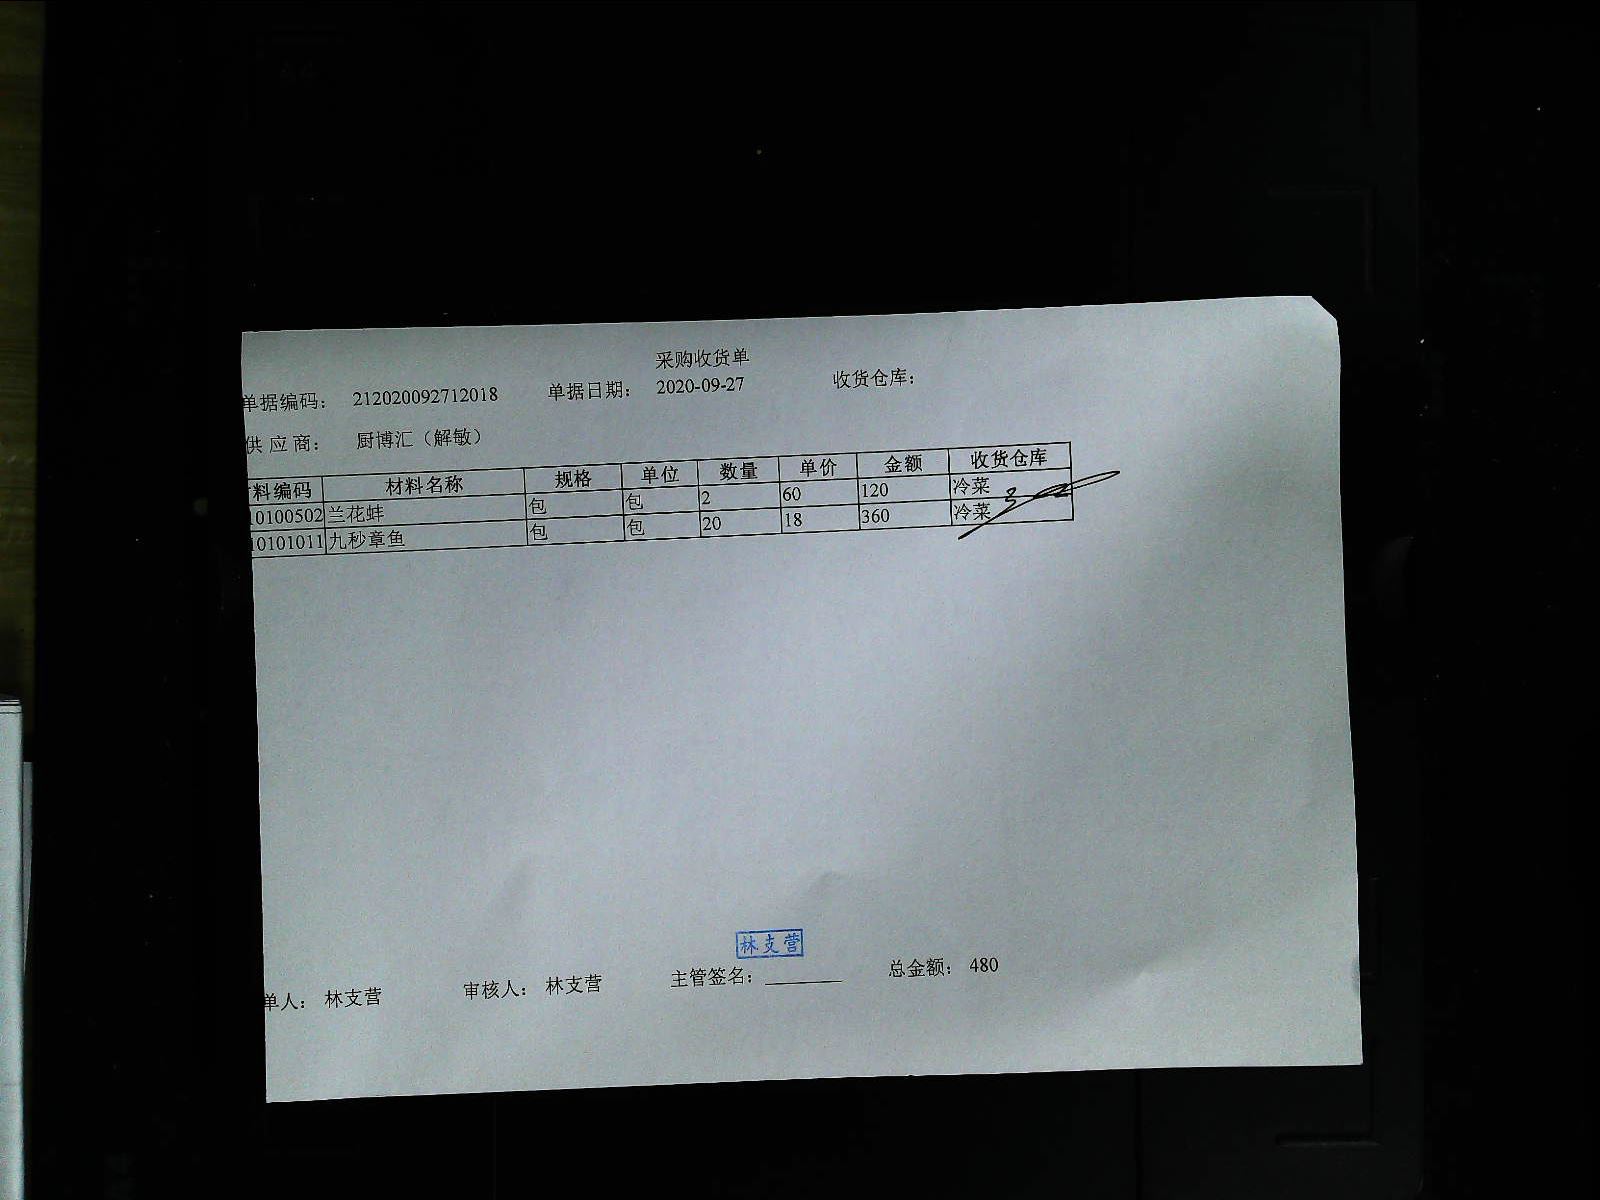 采购收货单
单据编码： 212020092712018 单据日期： 2020-09-27 收货仓库：
供应商： 厨博汇（解敏）
料编码 材料名称 规格 单位 数量 单价 金额 收货仓库
10100502 兰花蚌 包 包 2 60 120 冷菜
10101011 九秒章鱼 包 包 20 18 360 冷菜
林支营
单人： 林支营 审核人： 林支营 主管签名： 总金额： 480